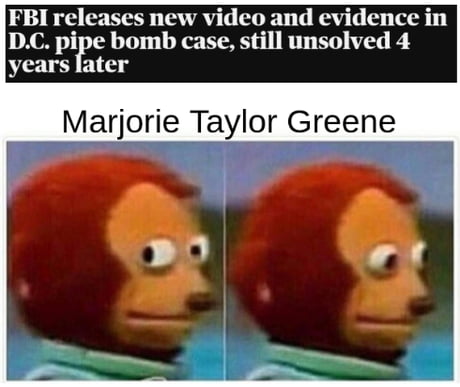 FBI releases new video and evidence in
D.C. pipe bomb case, still unsolved 4
years later
Marjorie Taylor Greene